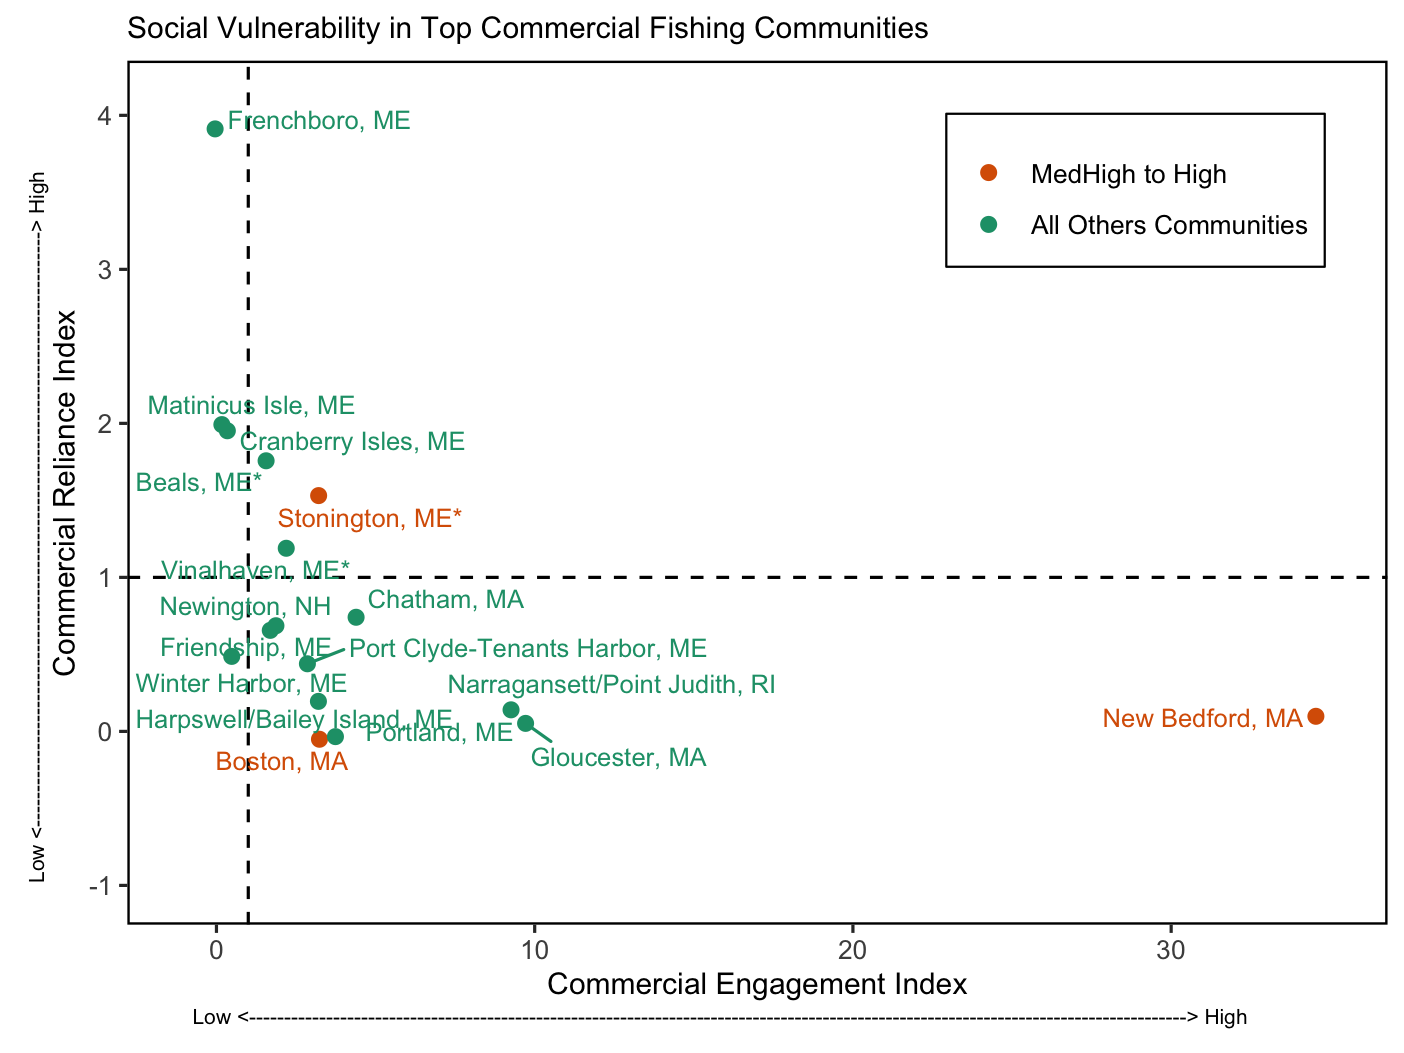 Social Vulnerability in Top Commercial Fishing Communities
Frenchboro, ME
MedHigh to High
All Others Communities
Matinicus Isle, ME
Cranberry Isles, ME
Beals, ME*
Stonington, ME*
Vinalhaven, ME*
Newington, NH
Chatham, MA
Friendship, ME
Port Clyde-Tenants Harbor, ME
Winter Harbor, ME
Narragansett/Point Judith, RI
Harpswell/Bailey Island, ME
Portland, ME
New Bedford, MA
Gloucester, MA
Boston, MA
4
3
2
1
0
-1
Commercial Reliance Index
Low <----------------------------------------------------------------------> High
0
10
20
30
Commercial Engagement Index
Low <--------------------------------------------------------------------------------------------------------------------> High